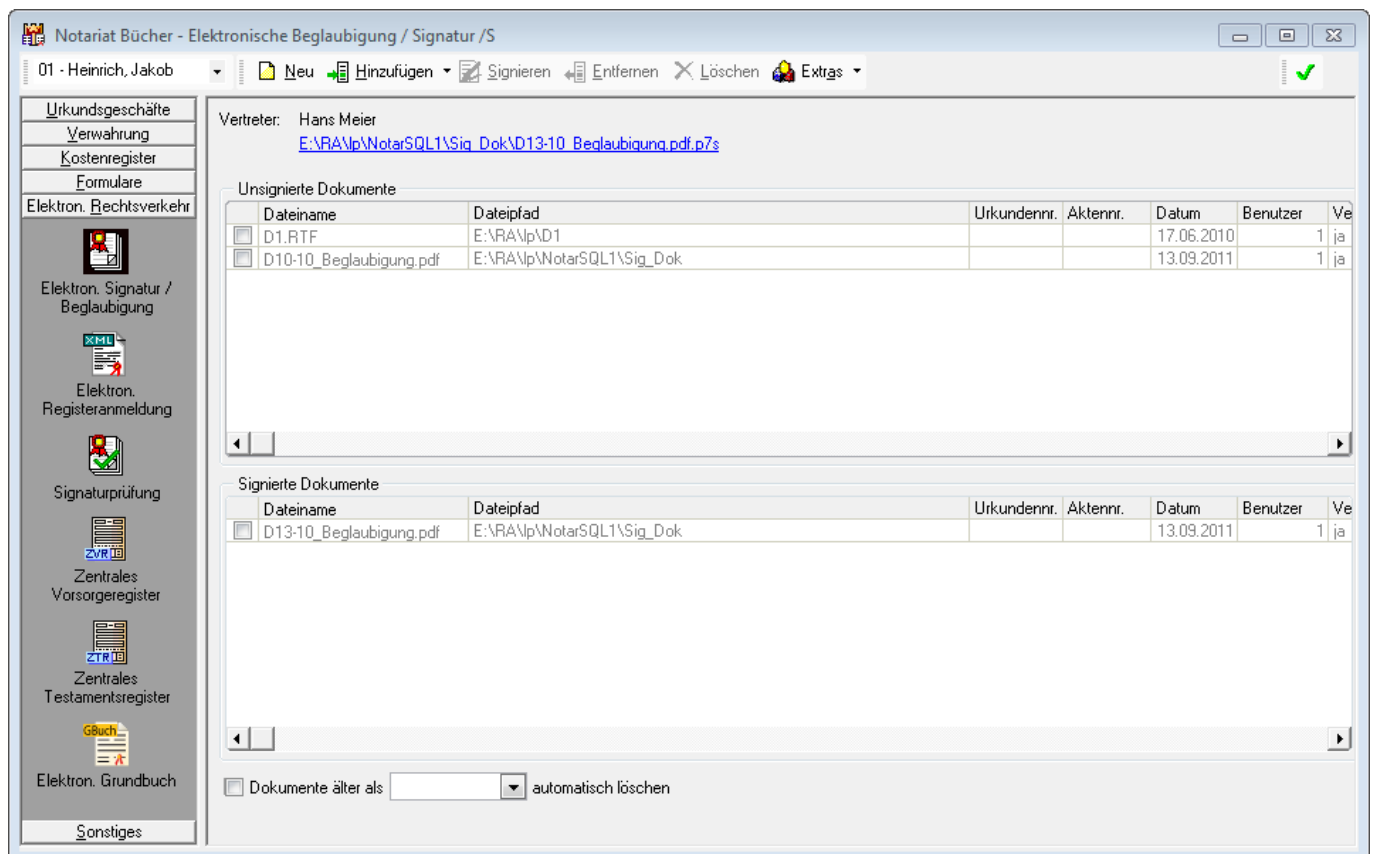 Notariat Bücher - Elektronische Beglaubigung / Signatur /S
01 - Heinrich, Jakob Neu Hinzufügen Signieren Entfernen Löschen Extras
Urkundsgeschäfte
Verwahrung
Kostenregister
Formulare
Elektron. Rechtsverkehr
Elektron. Signatur /
Beglaubigung
XML
Elektron.
Registeranmeldung
Signaturprüfung
ZVR
Zentrales
Vorsorgeregister
ZTR
Zentrales
Testamentsregister
GBuch
Elektron. Grundbuch
Sonstiges
Vertreter: Hans Meier
E:\RA\lp\NotarSQL1\Sig_Dok\D13-10_Beglaubigung.pdf.p7s
Unsignierte Dokumente
Dateiname Dateipfad Urkundennr. Aktennr. Datum Benutzer Ve
D1.RTF E:\RA\lp\D1 17.06.2010 1 ja
D10-10_Beglaubigung.pdf E:\RA\lp\NotarSQL1\Sig_Dok 13.09.2011 1 ja
Signierte Dokumente
Dateiname Dateipfad Urkundennr. Aktennr. Datum Benutzer Ve
D13-10_Beglaubigung.pdf E:\RA\lp\NotarSQL1\Sig_Dok 13.09.2011 1 ja
Dokumente älter als automatisch löschen